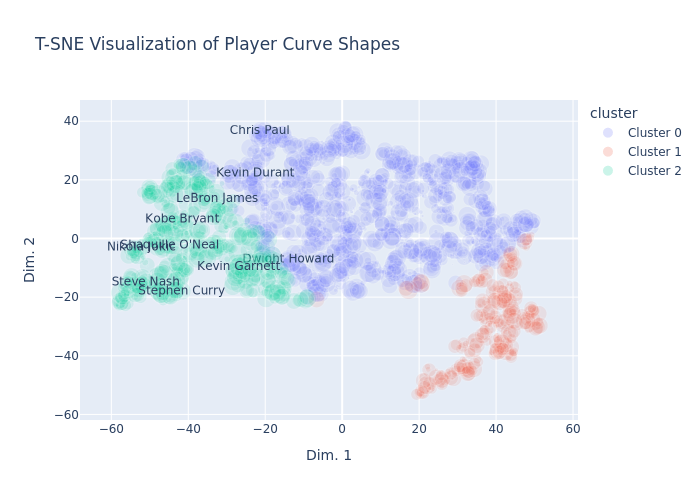 T-SNE Visualization of Player Curve Shapes
cluster
Cluster 0
Cluster 1
Cluster 2
Chris Paul
Kevin Durant
LeBron James
Kobe Bryant
Shaquille O'Neal
Nikola Jokic
Dwight Howard
Kevin Garnett
Steve Nash
Stephen Curry
40
20
0
−20
−40
−60
Dim. 2
−60
−40
−20
0
20
40
60
Dim. 1